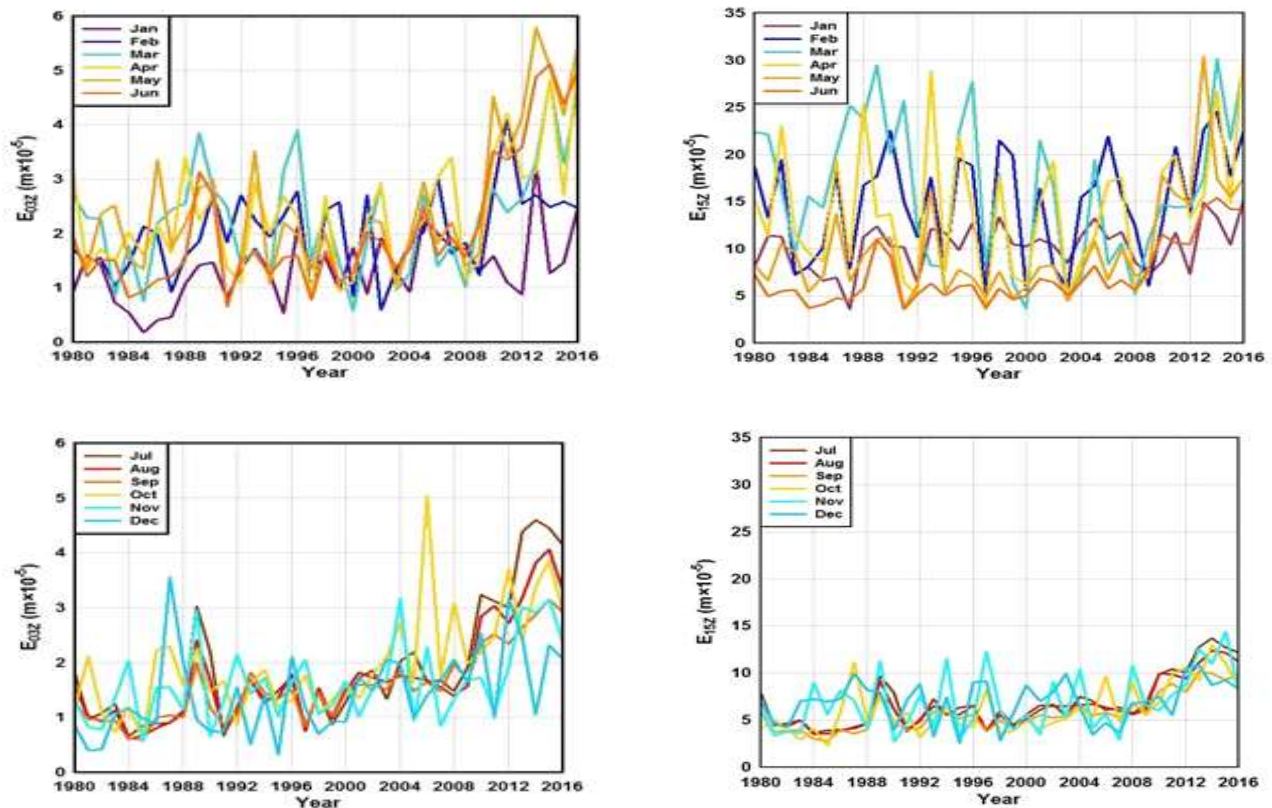 6
5
4
3
2
1
0
E03Z (m×10-5)
Jan
Feb
Mar
Apr
May
Jun
1980 1984 1988 1992 1996 2000 2004 2008 2012 2016
Year
35
30
25
20
15
10
5
0
E15Z (m×10-5)
Jan
Feb
Mar
Apr
May
Jun
1980 1984 1988 1992 1996 2000 2004 2008 2012 2016
Year
6
5
4
3
2
1
0
E03Z (m×10-5)
Jul
Aug
Sep
Oct
Nov
Dec
1980 1984 1988 1992 1996 2000 2004 2008 2012 2016
Year
35
30
25
20
15
10
5
0
E15Z (m×10-5)
Jul
Aug
Sep
Oct
Nov
Dec
1980 1984 1988 1992 1996 2000 2004 2008 2012 2016
Year